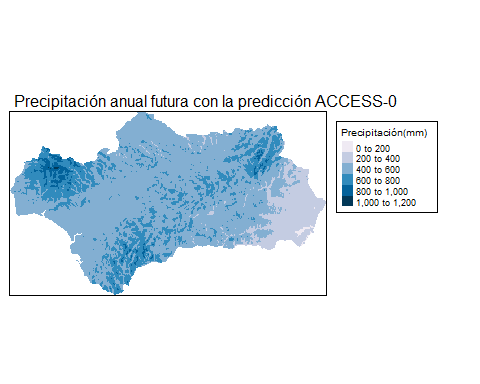 Precipitación anual futura con la predicción ACCESS-0
Precipitación(mm)
0 to 200
200 to 400
400 to 600
600 to 800
800 to 1,000
1,000 to 1,200